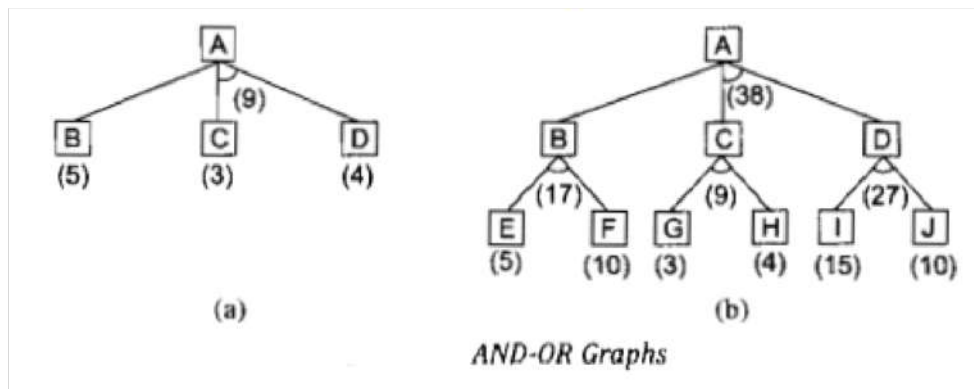 A A
(9) (38)
B C D B C D
(5) (3) (4) (17) (9) (27)
E F G H I J
(5) (10) (3) (4) (15) (10)
(a) (b)
AND-OR Graphs